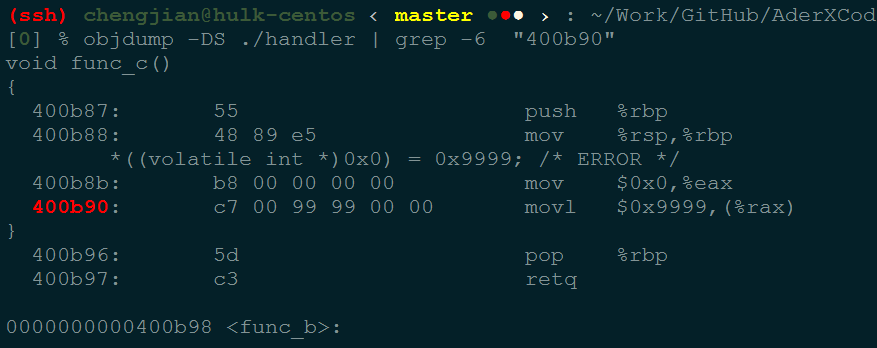 (ssh) chengjian@hulk-centos ‹ master ●●● › : ~/Work/GitHub/AderXCod
[0] % objdump -DS ./handler | grep -6  "400b90"
void func_c()
{
  400b87:       55                      push   %rbp
  400b88:       48 89 e5                mov    %rsp,%rbp
        *((volatile int *)0x0) = 0x9999; /* ERROR */
  400b8b:       b8 00 00 00 00          mov    $0x0,%eax
  400b90:       c7 00 99 99 00 00       movl   $0x9999,(%rax)
}
  400b96:       5d                      pop    %rbp
  400b97:       c3                      retq

0000000000400b98 <func_b>: